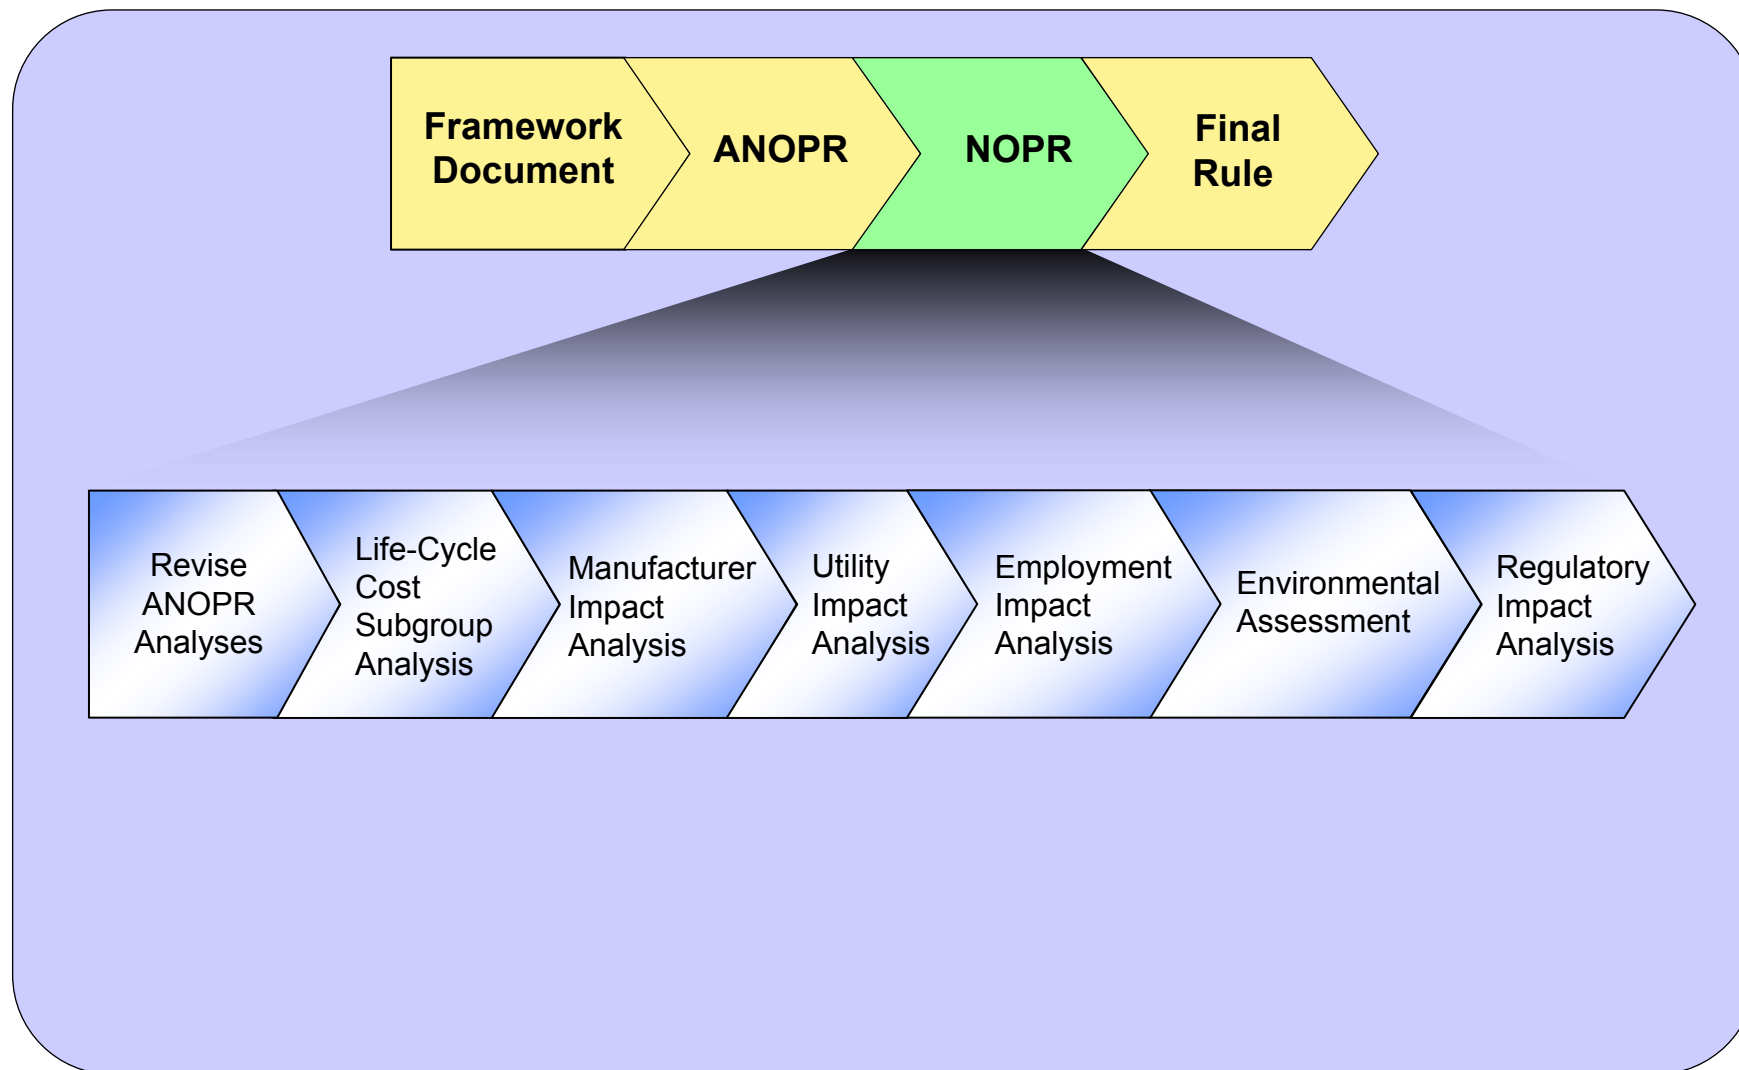 Framework
Document
ANOPR
NOPR
Final
Rule
Revise
ANOPR
Analyses
Life-Cycle
Cost
Subgroup
Analysis
Manufacturer
Impact
Analysis
Utility
Impact
Analysis
Employment
Impact
Analysis
Environmental
Assessment
Regulatory
Impact
Analysis